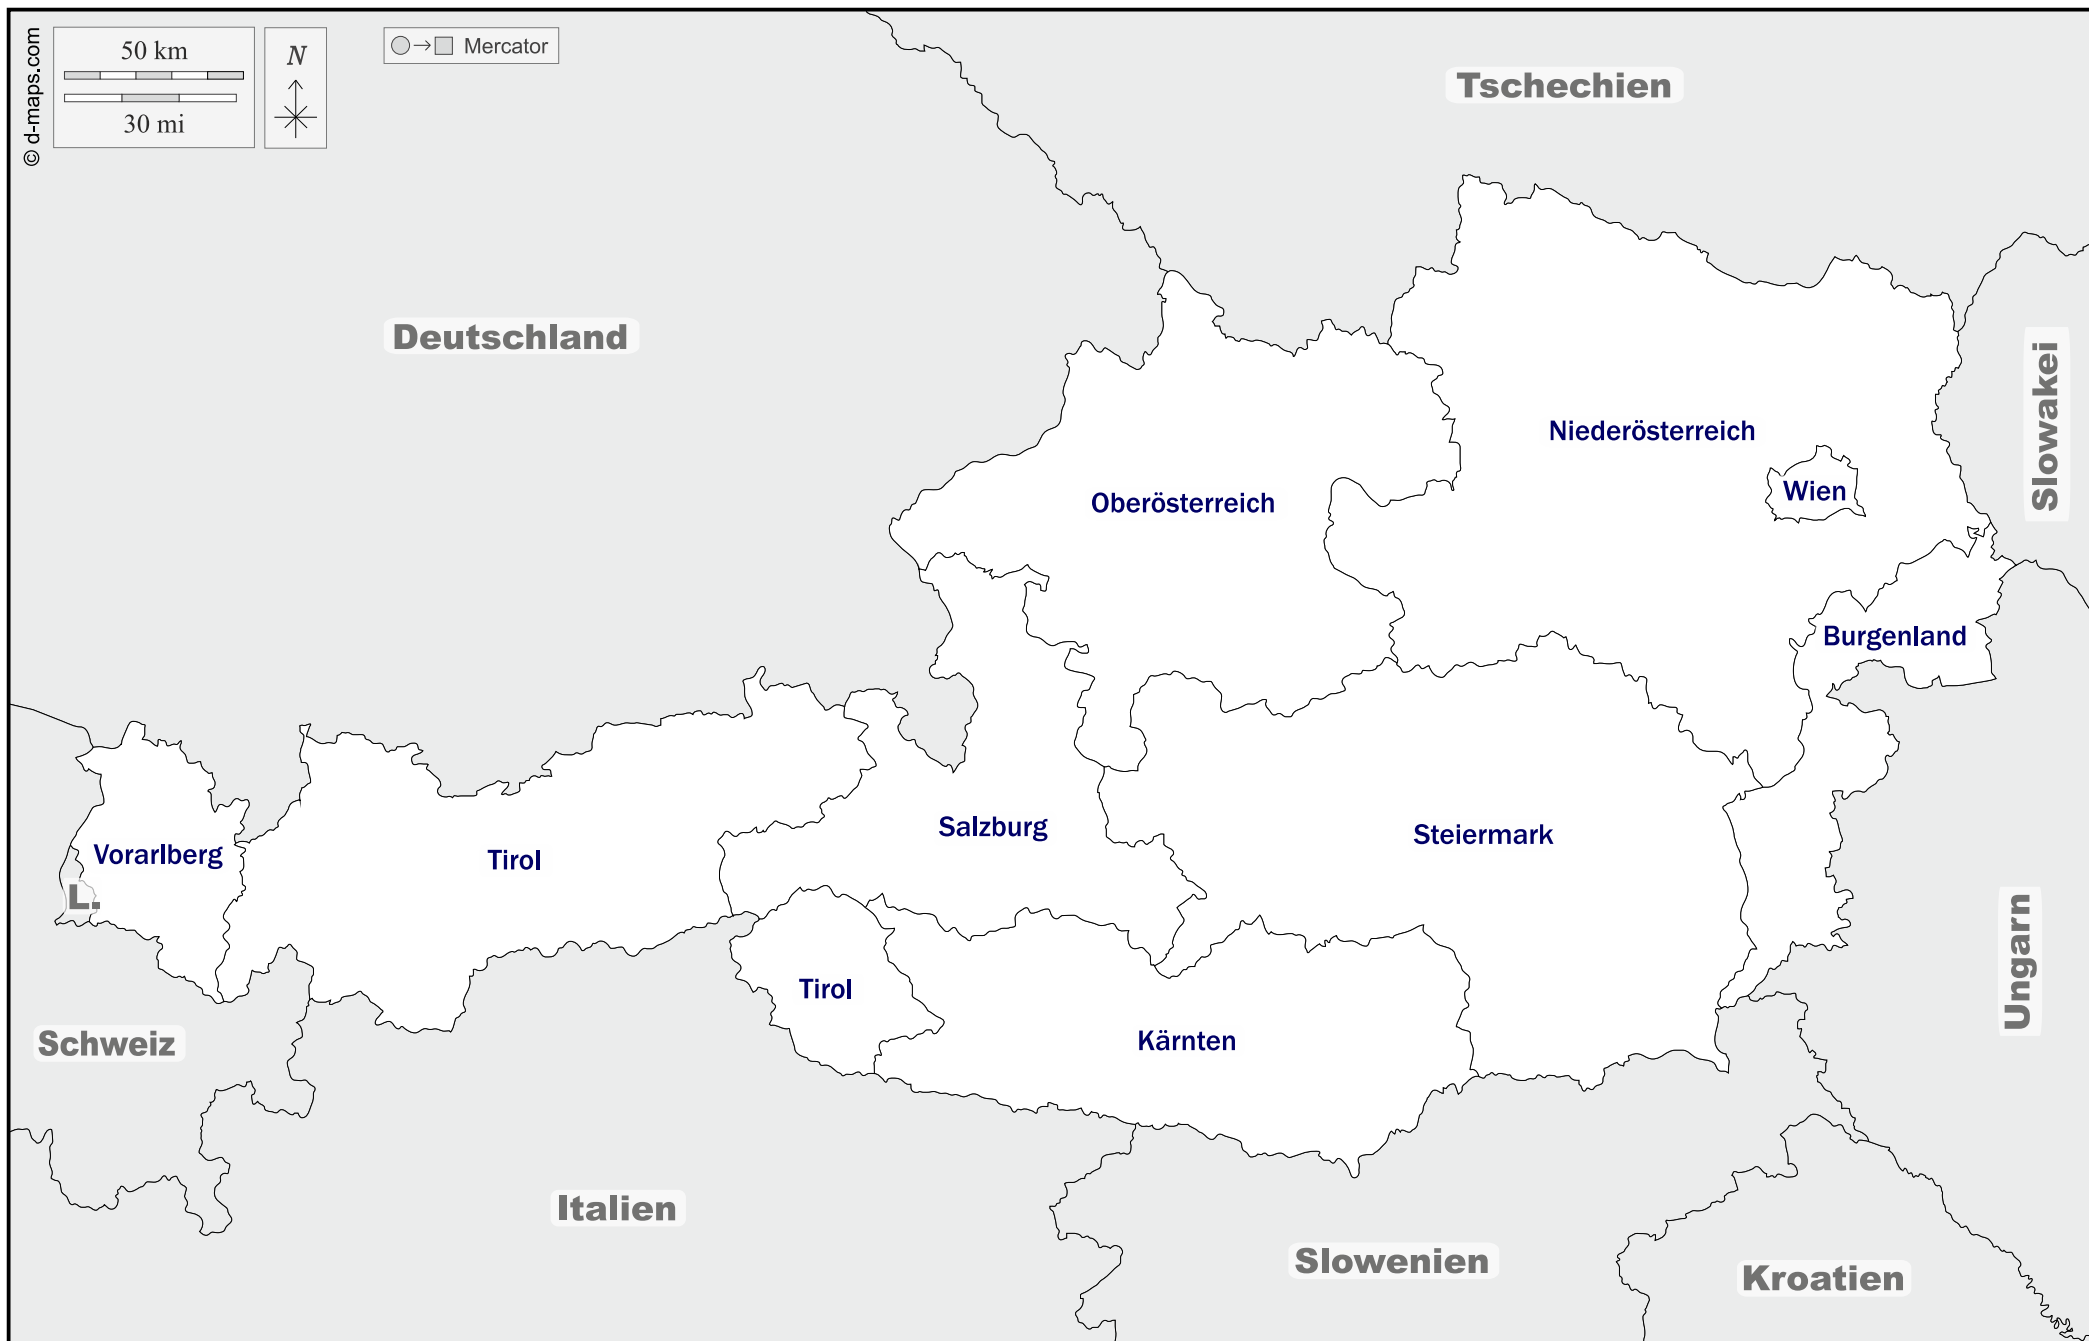 © d-maps.com
50 km
30 mi
N
Mercator
Tschechien
Deutschland
Slowakei
Niederösterreich
Wien
Oberösterreich
Burgenland
Salzburg
Steiermark
Vorarlberg
Tirol
L.
Ungarn
Tirol
Kärnten
Schweiz
Italien
Slowenien
Kroatien